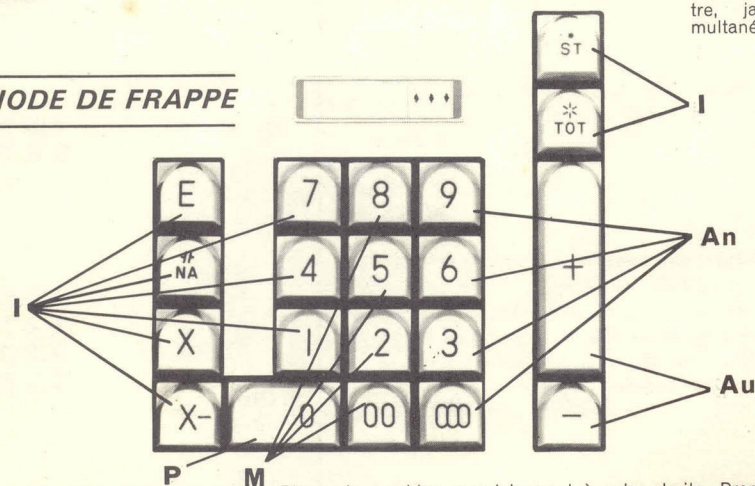 tre, ja
multané
ST
TOT
I
ODE DE FRAPPE
E 7 8 9
An
NA 4 5 6 +
I
X 1 2 3
Au
X- 0 00 000 -
P M